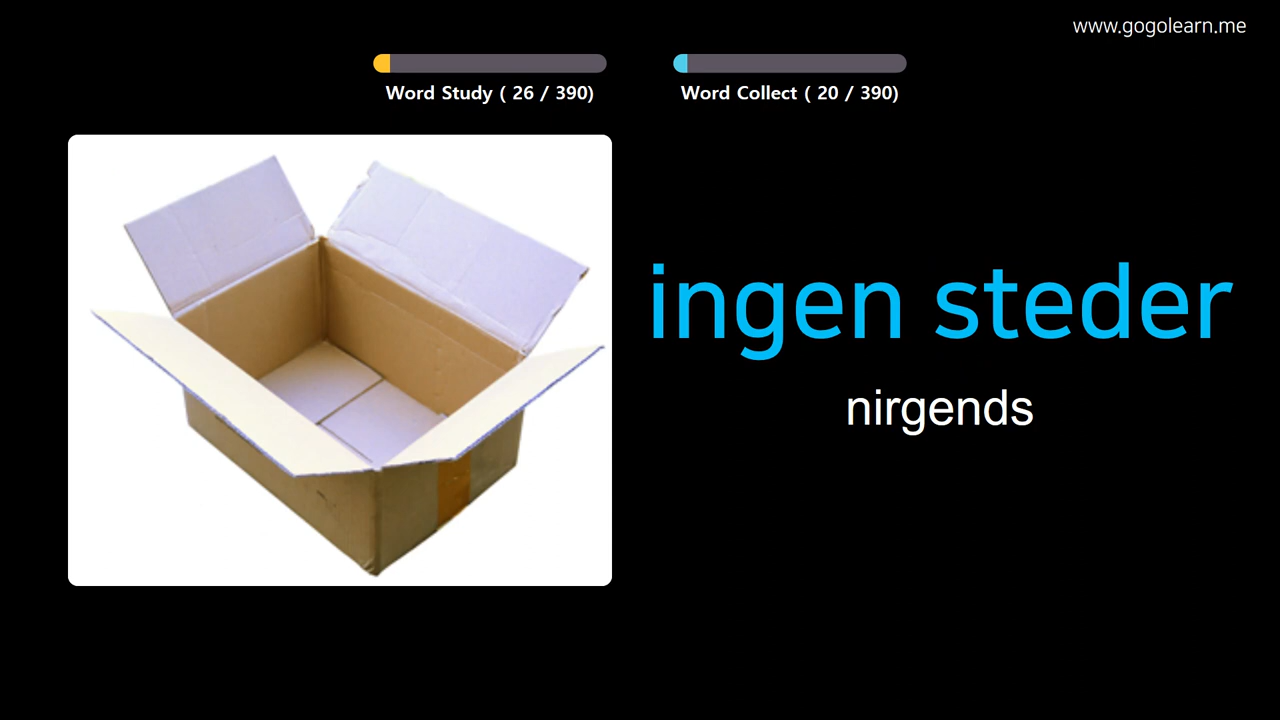 www.gogolearn.me
Word Study ( 26 / 390)
Word Collect ( 20 / 390)
ingen steder
nirgends